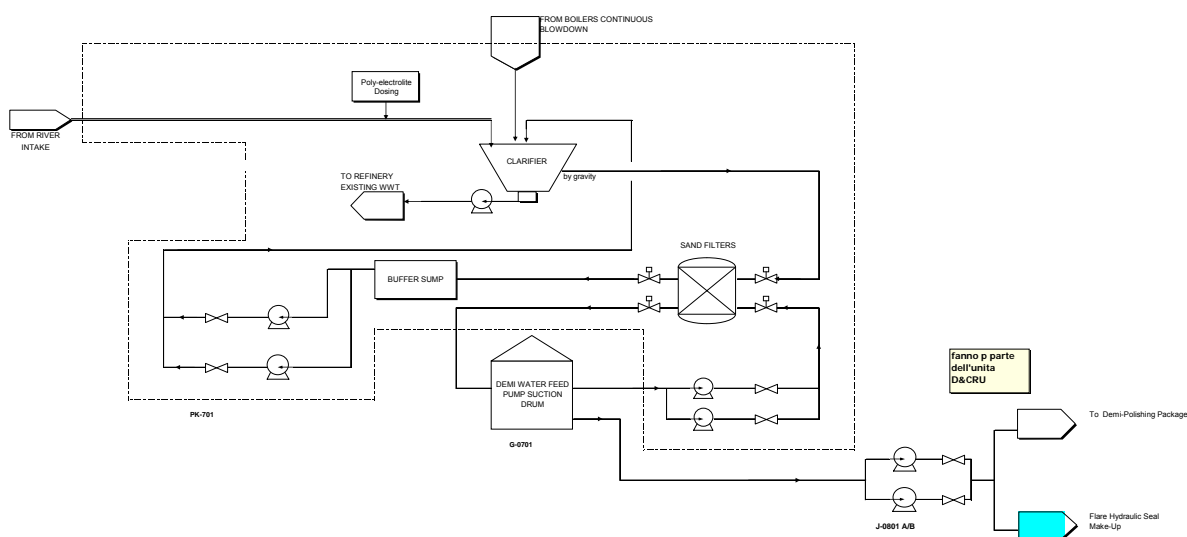 FROM BOILERS CONTINUOUS
BLOWDOWN
Poly-electrolite
Dosing
FROM RIVER
INTAKE
CLARIFIER
by gravity
TO REFINERY
EXISTING WWT
SAND FILTERS
BUFFER SUMP
fanno p parte
dell'unita
D&CRU
DEMI WATER FEED
PUMP SUCTION
DRUM
PK-701
To Demi-Polishing Package
G-0701
Flare Hydraulic Seal
Make-Up
J-0801 A/B